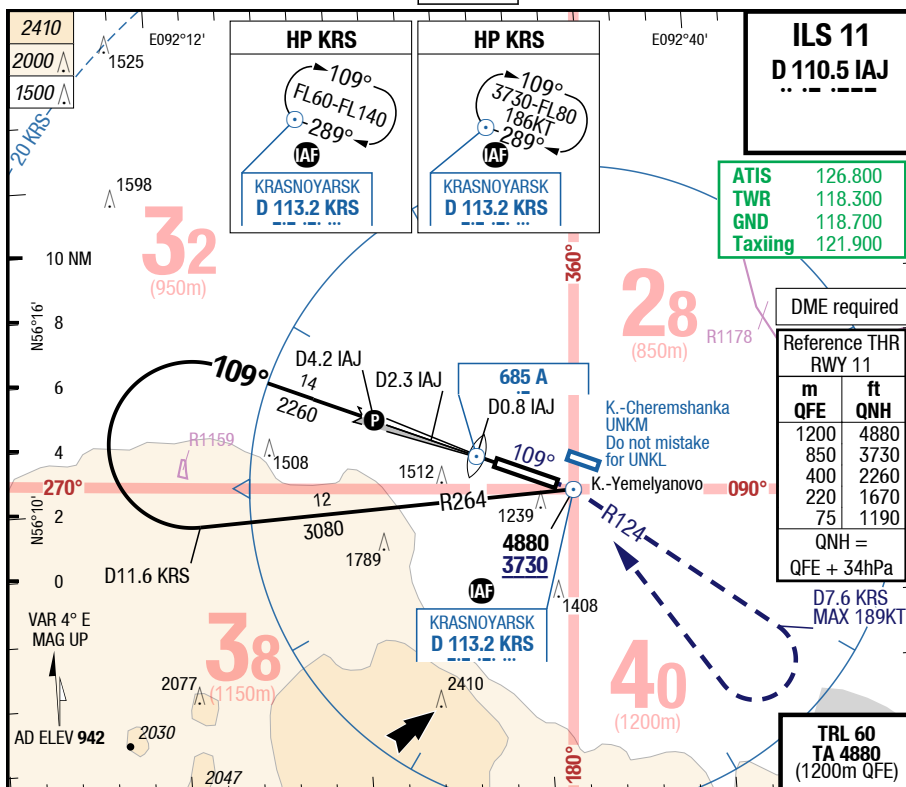 2410
2000
1500
E092°12'
1525
20 KRS
HP KRS
109°
FL60-FL140
289°
IAF
KRASNOYARSK
D 113.2 KRS
HP KRS
109°
3730-FL80
186KT
289°
IAF
KRASNOYARSK
D 113.2 KRS
E092°40'
ILS 11
D 110.5 IAJ
ATIS 126.800
TWR 118.300
GND 118.700
Taxiing 121.900
1598
32
(950m)
360°
28
(850m)
R1178
DME required
Reference THR
RWY 11
m ft
QFE QNH
1200 4880
850 3730
400 2260
220 1670
75 1190
QNH =
QFE + 34hPa
10 NM
8
6
4
2
0
N56°16'
N56°10'
109°
14
2260
D4.2 IAJ
P
D2.3 IAJ
685 A
D0.8 IAJ
K.-Cheremshanka
UNKM
Do not mistake
for UNKL
109°
K.-Yemelyanovo
R1159
1508
1512
270°
090°
12
3080
R264
1239
R124
4880
3730
1789
D11.6 KRS
IAF
KRASNOYARSK
D 113.2 KRS
1408
D7.6 KRS
MAX 189KT
VAR 4° E
MAG UP
38
(1150m)
2077
2410
40
(1200m)
AD ELEV 942
2030
2047
180°
TRL 60
TA 4880
(1200m QFE)